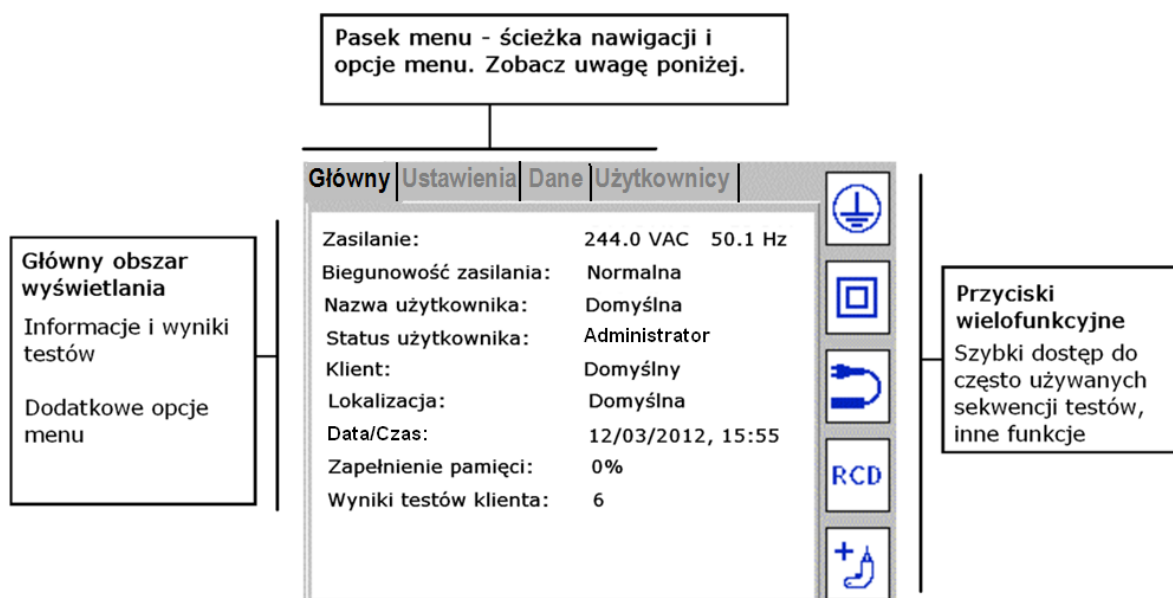 Pasek menu - ścieżka nawigacji i
opcje menu. Zobacz uwagę poniżej.
Główny obszar
wyświetlania
Informacje i wyniki
testów
Dodatkowe opcje
menu
Główny Ustawienia Dane Użytkownicy
Zasilanie: 244.0 VAC 50.1 Hz
Biegunowość zasilania: Normalna
Nazwa użytkownika: Domyślna
Status użytkownika: Administrator
Klient: Domyślny
Lokalizacja: Domyślna
Data/Czas: 12/03/2012, 15:55
Zapełnienie pamięci: 0%
Wyniki testów klienta: 6
RCD
Przyciski
wielofunkcyjne
Szybki dostęp do
często używanych
sekwencji testów,
inne funkcje